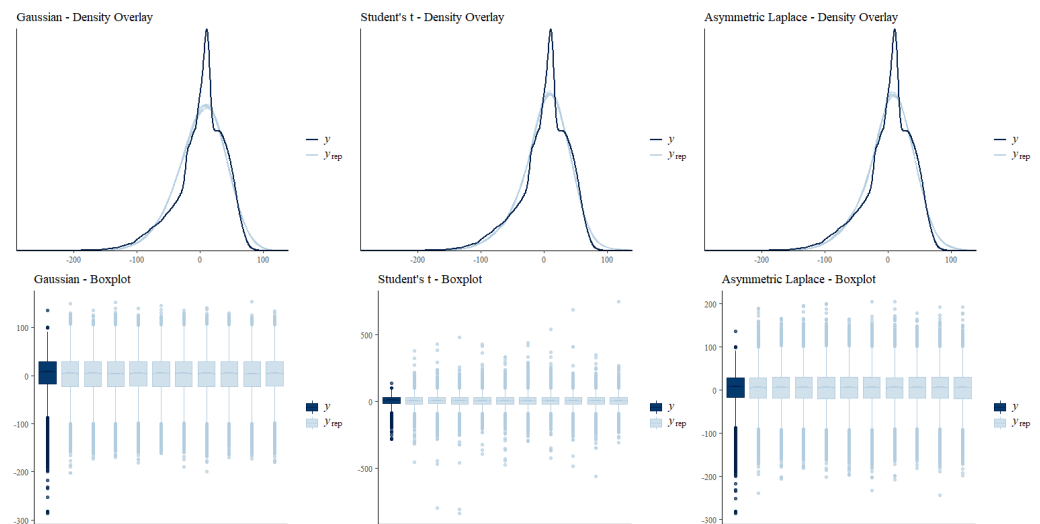 Gaussian - Density Overlay
Student's t - Density Overlay
Asymmetric Laplace - Density Overlay
y
y rep
y
y rep
y
y rep
-200 -100 0 100
-200 -100 0 100
-200 -100 0 100
Gaussian - Boxplot
Student's t - Boxplot
Asymmetric Laplace - Boxplot
100
0
-100
-200
-300
y
y rep
500
0
-500
y
y rep
200
100
0
-100
-200
-300
y
y rep